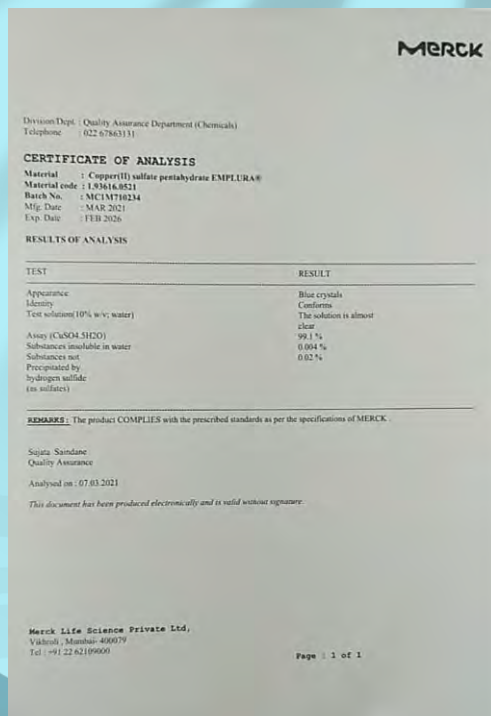 MERCK
Division/Dept. : Quality Assurance Department (Chemicals)
Telephone : 022 67863131
CERTIFICATE OF ANALYSIS
Material : Copper(II) sulfate pentahydrate EMPLURA®
Material code : 1.93616.0521
Batch No. : MC1M710234
Mfg. Date : MAR 2021
Exp. Date : FEB 2026
RESULTS OF ANALYSIS
TEST RESULT
Appearance Blue crystals
Identity Conforms
Test solution(10% w/v; water) The solution is almost
clear
Assay (CuSO4.5H2O) 99.1 %
Substances insoluble in water 0.004 %
Substances not 0.02 %
Precipitated by
hydrogen sulfide
(as sulfates)
REMARKS : The product COMPLIES with the prescribed standards as per the specifications of MERCK .
Sujata Saindane
Quality Assurance
Analysed on : 07.03.2021
This document has been produced electronically and is valid without signature.
Merck Life Science Private Ltd,
Vikhroli , Mumbai- 400079
Tel : +91 22 62109000
Page : 1 of 1